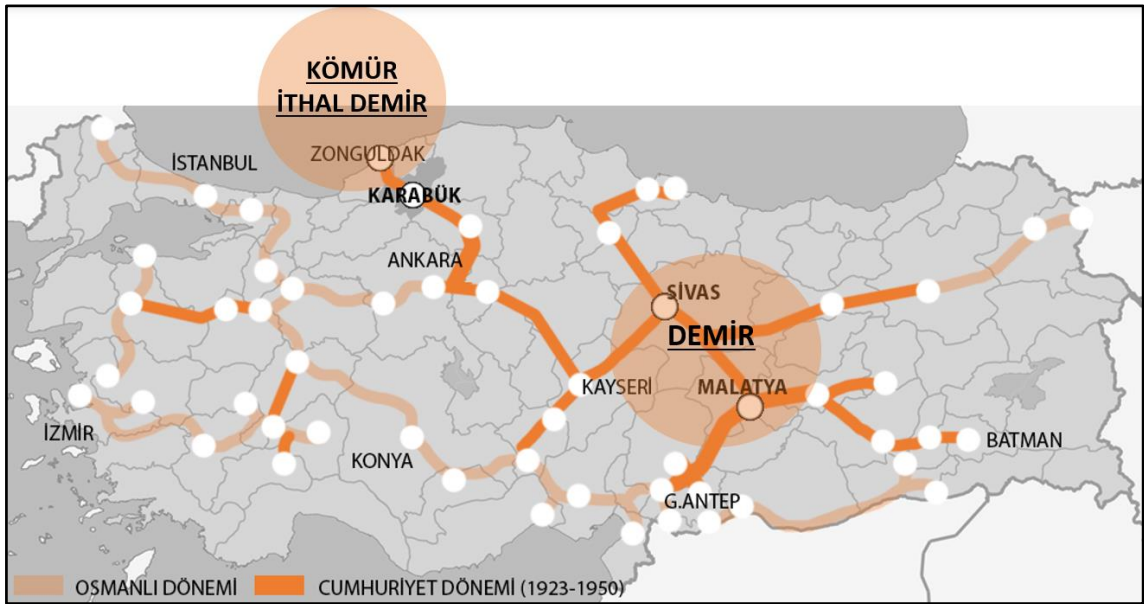 KÖMÜR
İTHAL DEMİR
ZONGULDAK
İSTANBUL
KARABÜK
ANKARA
SİVAS
DEMİR
KAYSERİ
MALATYA
İZMİR
KONYA
BATMAN
G.ANTEP
OSMANLI DÖNEMİ
CUMHURİYET DÖNEMİ (1923-1950)